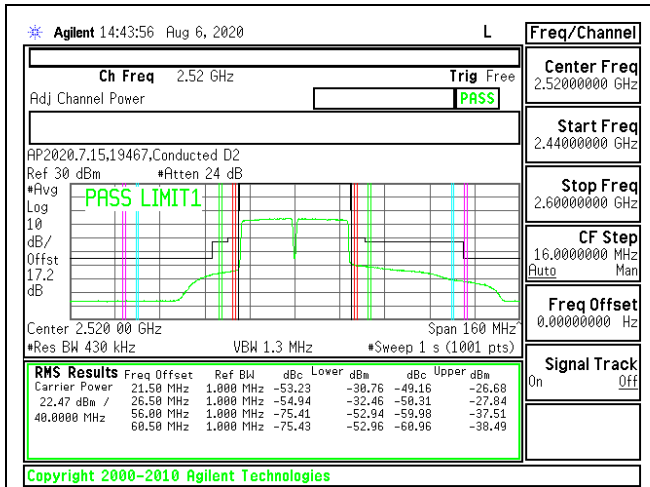 Agilent 14:43:56 Aug 6, 2020 L
Freq/Channel
Ch Freq 2.52 GHz Trig Free
Adj Channel Power PASS
Center Freq
2.52000000 GHz
Start Freq
2.44000000 GHz
Stop Freq
2.60000000 GHz
CF Step
16.0000000 MHz
Auto Man
Freq Offset
0.00000000 Hz
Signal Track
On Off
AP2020.7.15,19467,Conducted D2
Ref 30 dBm #Atten 24 dB
#Avg
Log
10
dB/
Offst
17.2
dB
PASS LIMIT1
Center 2.520 00 GHz Span 160 MHz^
#Res BW 430 kHz VBW 1.3 MHz #Sweep 1 s (1001 pts)
RMS Results Freq Offset Ref BW dBc Lower dBm dBc Upper dBm
Carrier Power 21.50 MHz 1.000 MHz -53.23 -30.76 -49.16 -26.68
22.47 dBm / 26.50 MHz 1.000 MHz -54.94 -32.46 -50.31 -27.84
40.0000 MHz 56.00 MHz 1.000 MHz -75.41 -52.94 -59.98 -37.51
60.50 MHz 1.000 MHz -75.43 -52.96 -60.96 -38.49
Copyright 2000-2010 Agilent Technologies